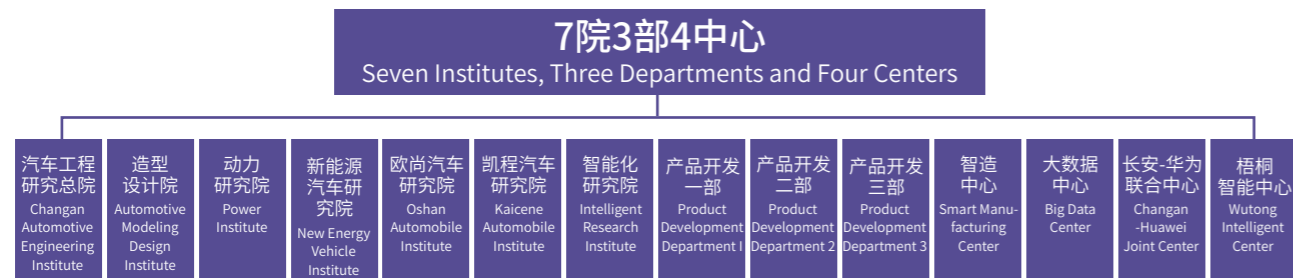 7院3部4中心
Seven Institutes, Three Departments and Four Centers
汽车工程
研究总院
Changan
Automotive
Engineering
Institute
造型
设计院
Automotive
Modeling
Design
Institute
动力
研究院
Power
Institute
新能源
汽车研
究院
New Energy
Vehicle
Institute
欧尚汽车
研究院
Oshan
Automobile
Institute
凯程汽车
研究院
Kaicene
Automobile
Institute
智能化
研究院
Intelligent
Research
Institute
产品开发
一部
Product
Development
Department I
产品开发
二部
Product
Development
Department 2
产品开发
三部
Product
Development
Department 3
智造
中心
Smart Manu-
facturing
Center
大数据
中心
Big Data
Center
长安-华为
联合中心
Changan
-Huawei
Joint Center
梧桐
智能中心
Wutong
Intelligent
Center